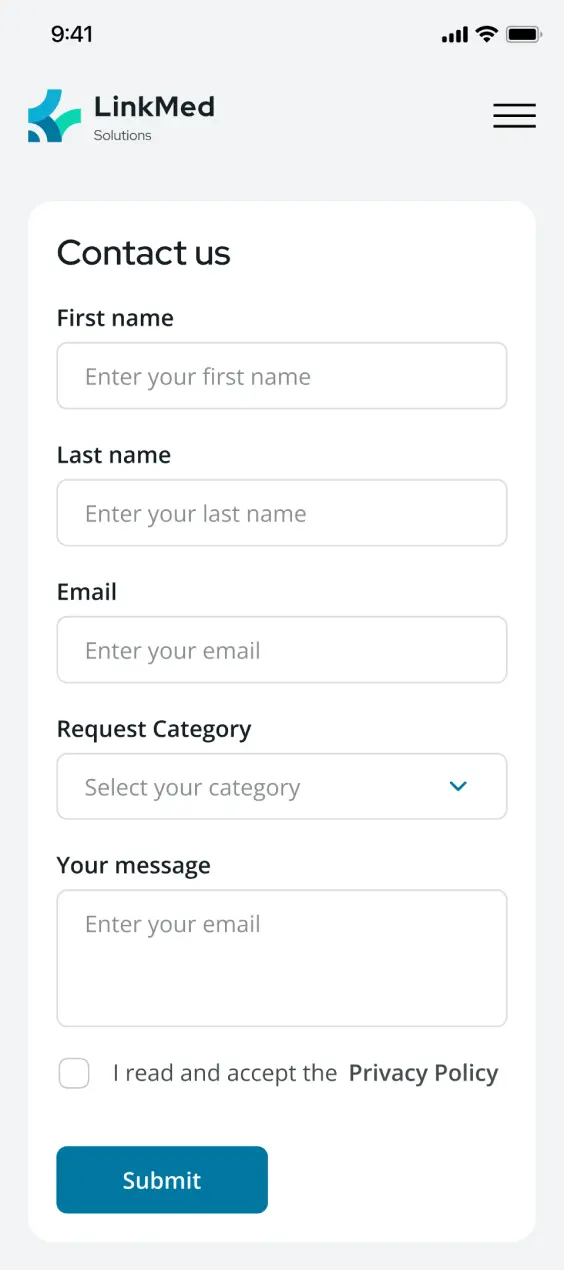 9:41
LinkMed
Solutions
Contact us
First name
Enter your first name
Last name
Enter your last name
Email
Enter your email
Request Category
Select your category
Your message
Enter your email
I read and accept the Privacy Policy
Submit